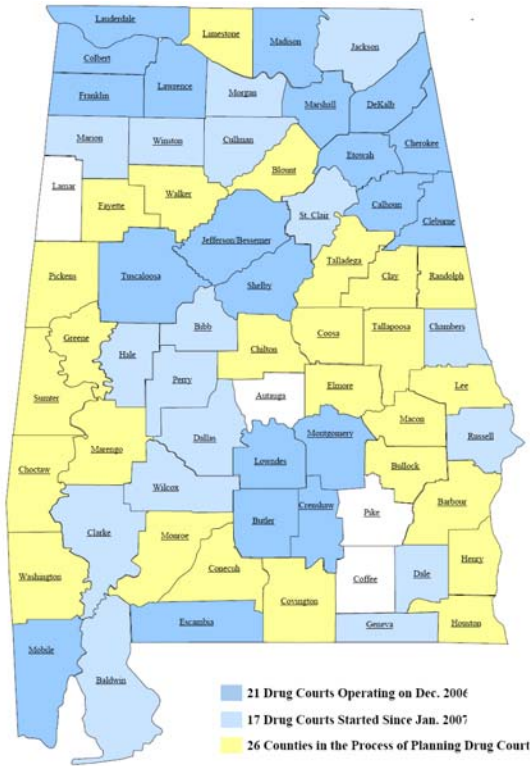 Lauderdale
Limestone
Madison
Jackson
Colbert
Franklin
Lawrence
Morgan
Marshall
DeKalb
Cherokee
Marion
Winston
Cullman
Etowah
Blount
Lamar
Fayette
Walker
St. Clair
Calhoun
Cleburne
Jefferson/Bessemer
Talladega
Pickens
Tuscaloosa
Shelby
Clay
Randolph
Greene
Bibb
Coosa
Tallapoosa
Chambers
Hale
Chilton
Perry
Elmore
Lee
Sumter
Autauga
Macon
Dallas
Montgomery
Russell
Marengo
Lowndes
Bullock
Choctaw
Wilcox
Crenshaw
Butler
Pike
Barbour
Clarke
Monroe
Conecuh
Henry
Washington
Coffee
Dale
Covington
Escambia
Geneva
Houston
Mobile
Baldwin
21 Drug Courts Operating on Dec. 2006
17 Drug Courts Started Since Jan. 2007
26 Counties in the Process of Planning Drug Court